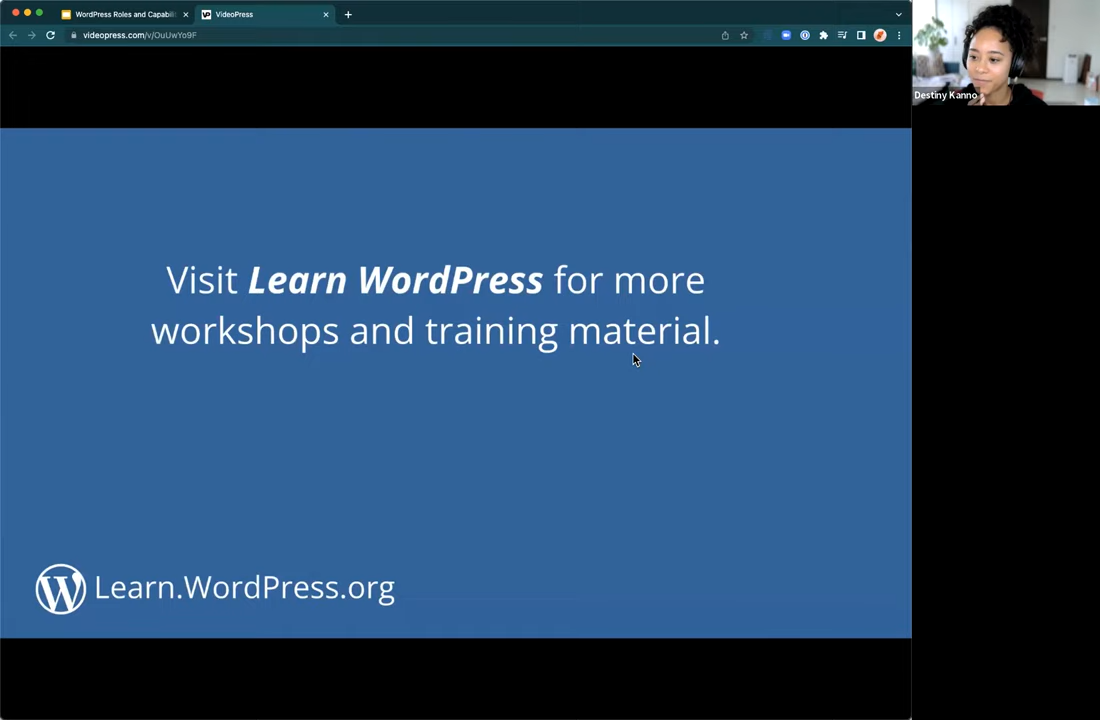 WordPress Roles and Capabili
VideoPress
videopress.com/v/OuUwYo9F
Destiny Kanno
Visit Learn WordPress for more
workshops and training material.
Learn.WordPress.org